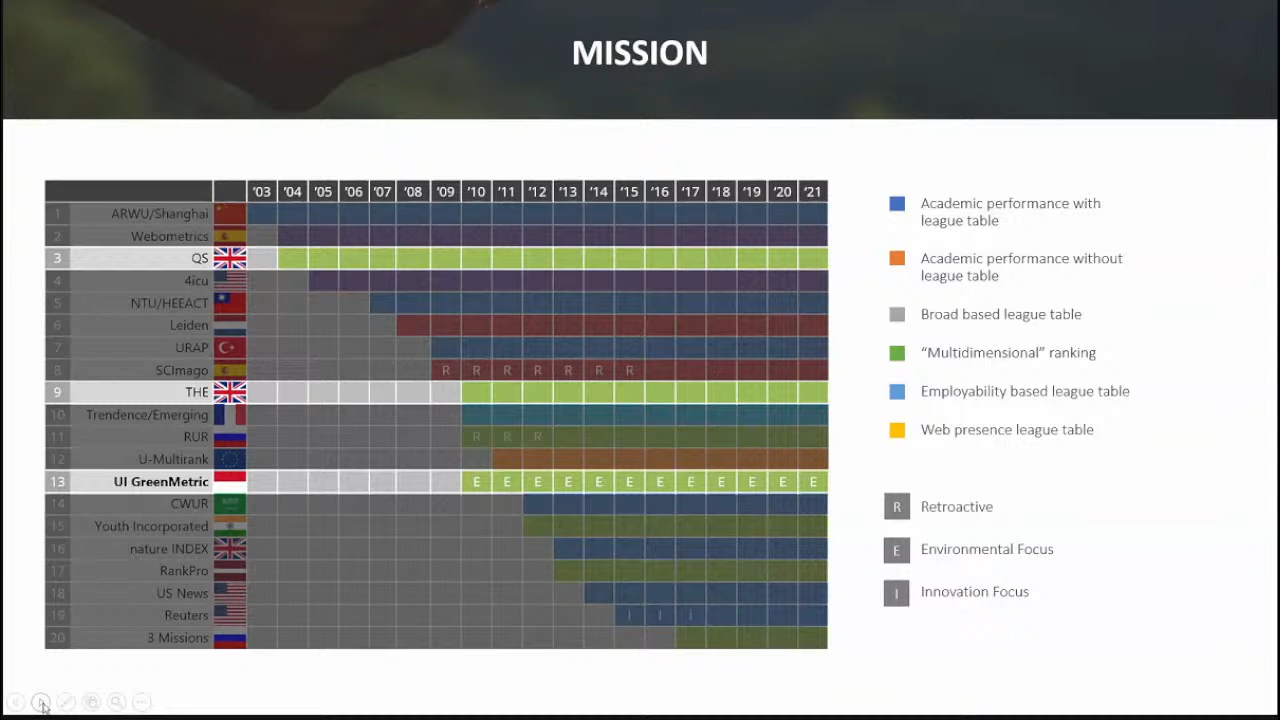 MISSION
‘03 ‘04 ‘05 ‘06 ‘07 ‘08 ‘09 ‘10 ‘11 ‘12 ‘13 ‘14 ‘15 ‘16 ‘17 ‘18 ‘19 ‘20 ‘21
1 ARWU/Shanghai
2 Webometrics
3 QS
4 4icu
5 NTU/HEEACT
6 Leiden
7 URAP
8 SCImago R R R R R R R
9 THE
10 Trendence/Emerging
11 RUR R R R
12 U-Multirank
13 UI GreenMetric E E E E E E E E E E E E
14 CWUR
15 Youth Incorporated
16 nature INDEX
17 RankPro
18 US News
19 Reuters I I I
20 3 Missions
Academic performance with
league table
Academic performance without
league table
Broad based league table
“Multidimensional” ranking
Employability based league table
Web presence league table
R Retroactive
E Environmental Focus
I Innovation Focus